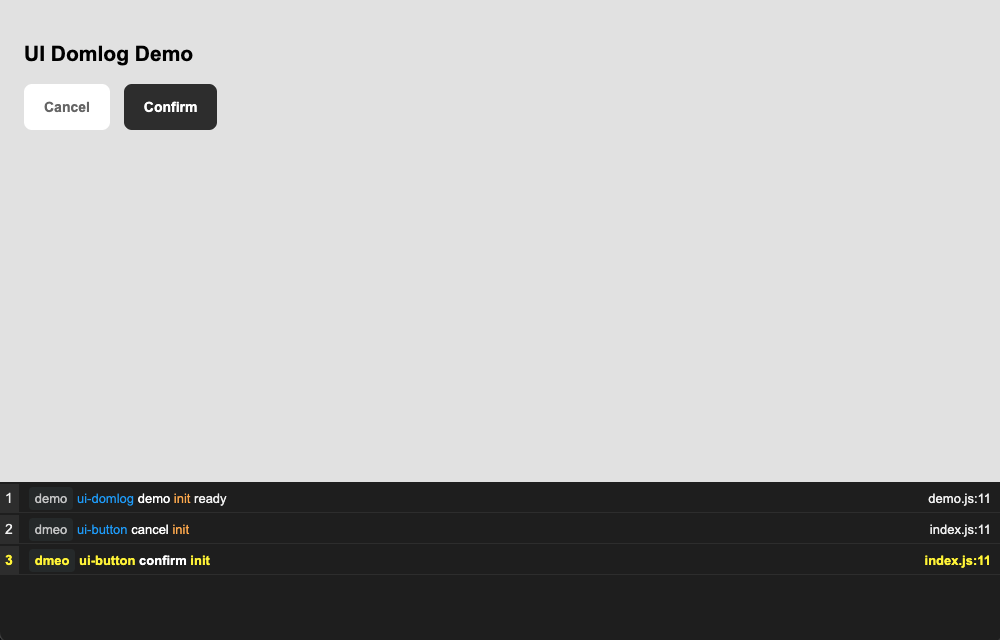 UI Domlog Demo
Cancel Confirm
1 demo ui-domlog demo init ready demo.js:11
2 dmeo ui-button cancel init index.js:11
3 dmeo ui-button confirm init index.js:11